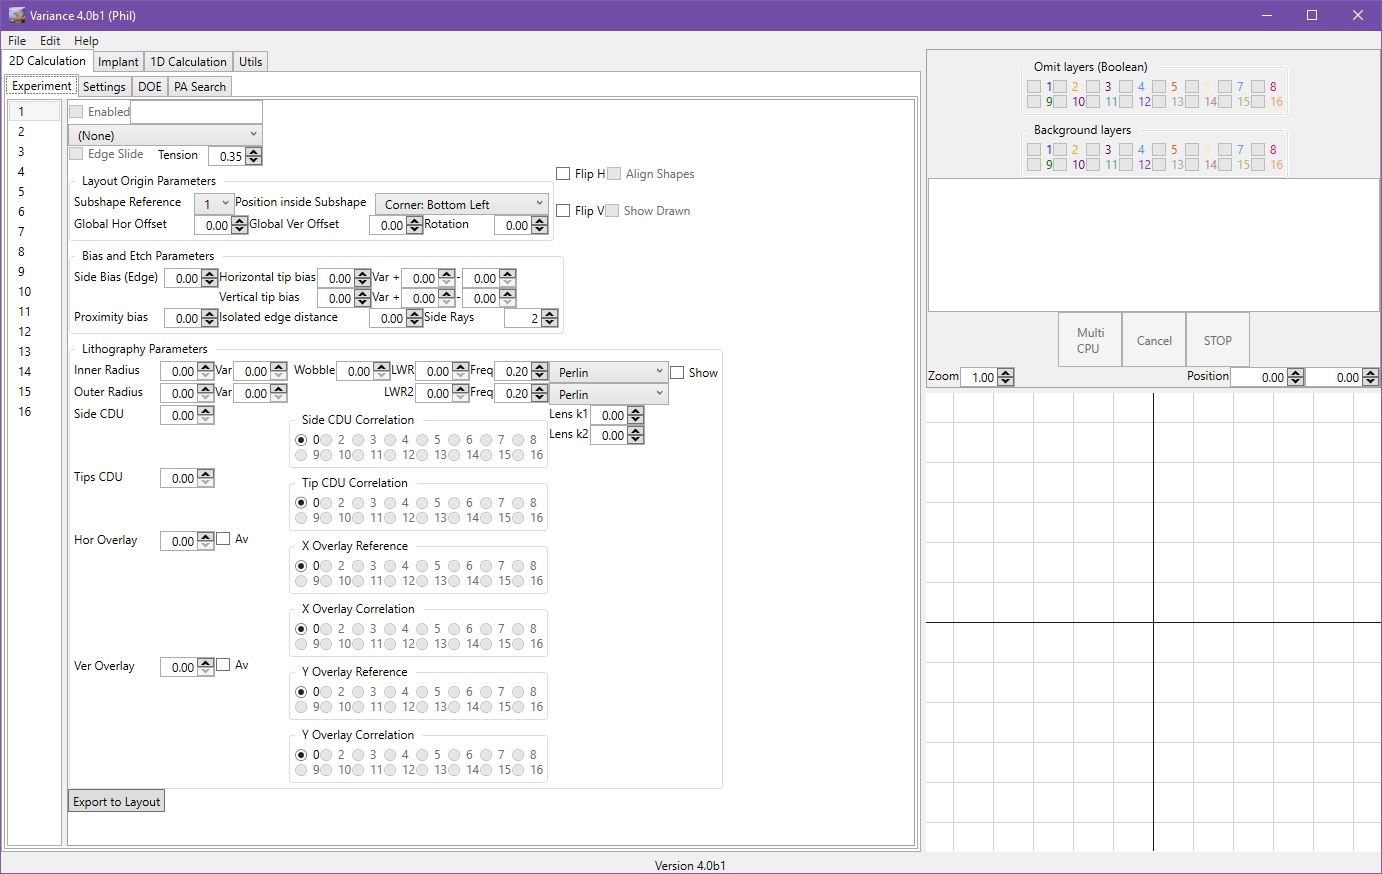 Variance 4.0b1 (Phil)
File Edit Help
2D Calculation Implant 1D Calculation Utils
Experiment Settings DOE PA Search
1
2
3
4
5
6
7
8
9
10
11
12
13
14
15
16
Enabled
(None)
Edge Slide Tension 0.35
Flip H Align Shapes
Flip V Show Drawn
Layout Origin Parameters
Subshape Reference 1 Position inside Subshape Corner: Bottom Left
Global Hor Offset 0.00 Global Ver Offset 0.00 Rotation 0.00
Bias and Etch Parameters
Side Bias (Edge) 0.00 Horizontal tip bias 0.00 Var + 0.00 - 0.00
Vertical tip bias 0.00 Var + 0.00 - 0.00
Proximity bias 0.00 Isolated edge distance 0.00 Side Rays 2
Lithography Parameters
Inner Radius 0.00 Var 0.00 Wobble 0.00 LWR 0.00 Freq 0.20 Perlin Show
Outer Radius 0.00 Var 0.00 LWR2 0.00 Freq 0.20 Perlin
Side CDU 0.00
Lens k1 0.00
Lens k2 0.00
Side CDU Correlation
0 2 3 4 5 6 7 8
9 10 11 12 13 14 15 16
Tips CDU 0.00
Tip CDU Correlation
0 2 3 4 5 6 7 8
9 10 11 12 13 14 15 16
Hor Overlay 0.00 Av
X Overlay Reference
0 2 3 4 5 6 7 8
9 10 11 12 13 14 15 16
X Overlay Correlation
0 2 3 4 5 6 7 8
9 10 11 12 13 14 15 16
Ver Overlay 0.00 Av
Y Overlay Reference
0 2 3 4 5 6 7 8
9 10 11 12 13 14 15 16
Y Overlay Correlation
0 2 3 4 5 6 7 8
9 10 11 12 13 14 15 16
Export to Layout
Omit layers (Boolean)
1 2 3 4 5 6 7 8
9 10 11 12 13 14 15 16
Background layers
1 2 3 4 5 6 7 8
9 10 11 12 13 14 15 16
Multi
CPU
Cancel
STOP
Zoom 1.00 Position 0.00 0.00
Version 4.0b1